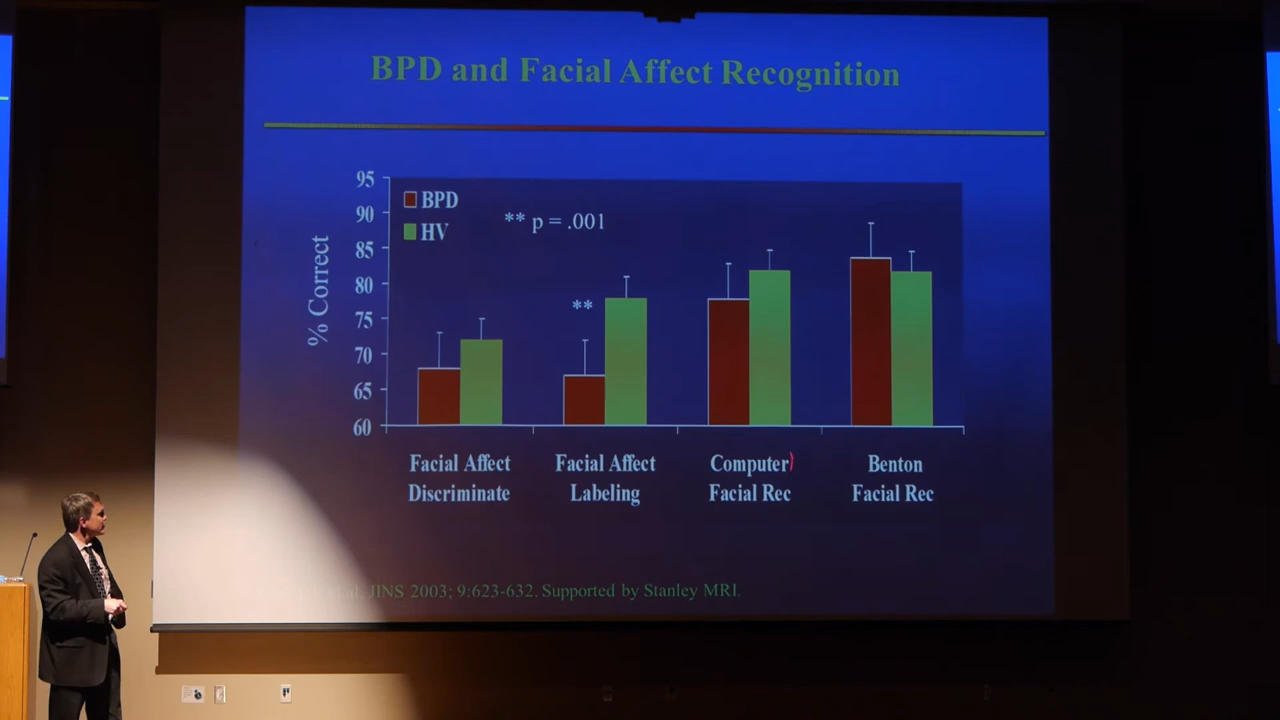 BPD and Facial Affect Recognition
95
90
85
80
75
70
65
60
% Correct
BPD
HV
** p = .001
**
Facial Affect
Discriminate
Facial Affect
Labeling
Computer
Facial Rec
Benton
Facial Rec
al. JINS 2003; 9:623-632. Supported by Stanley MRI.